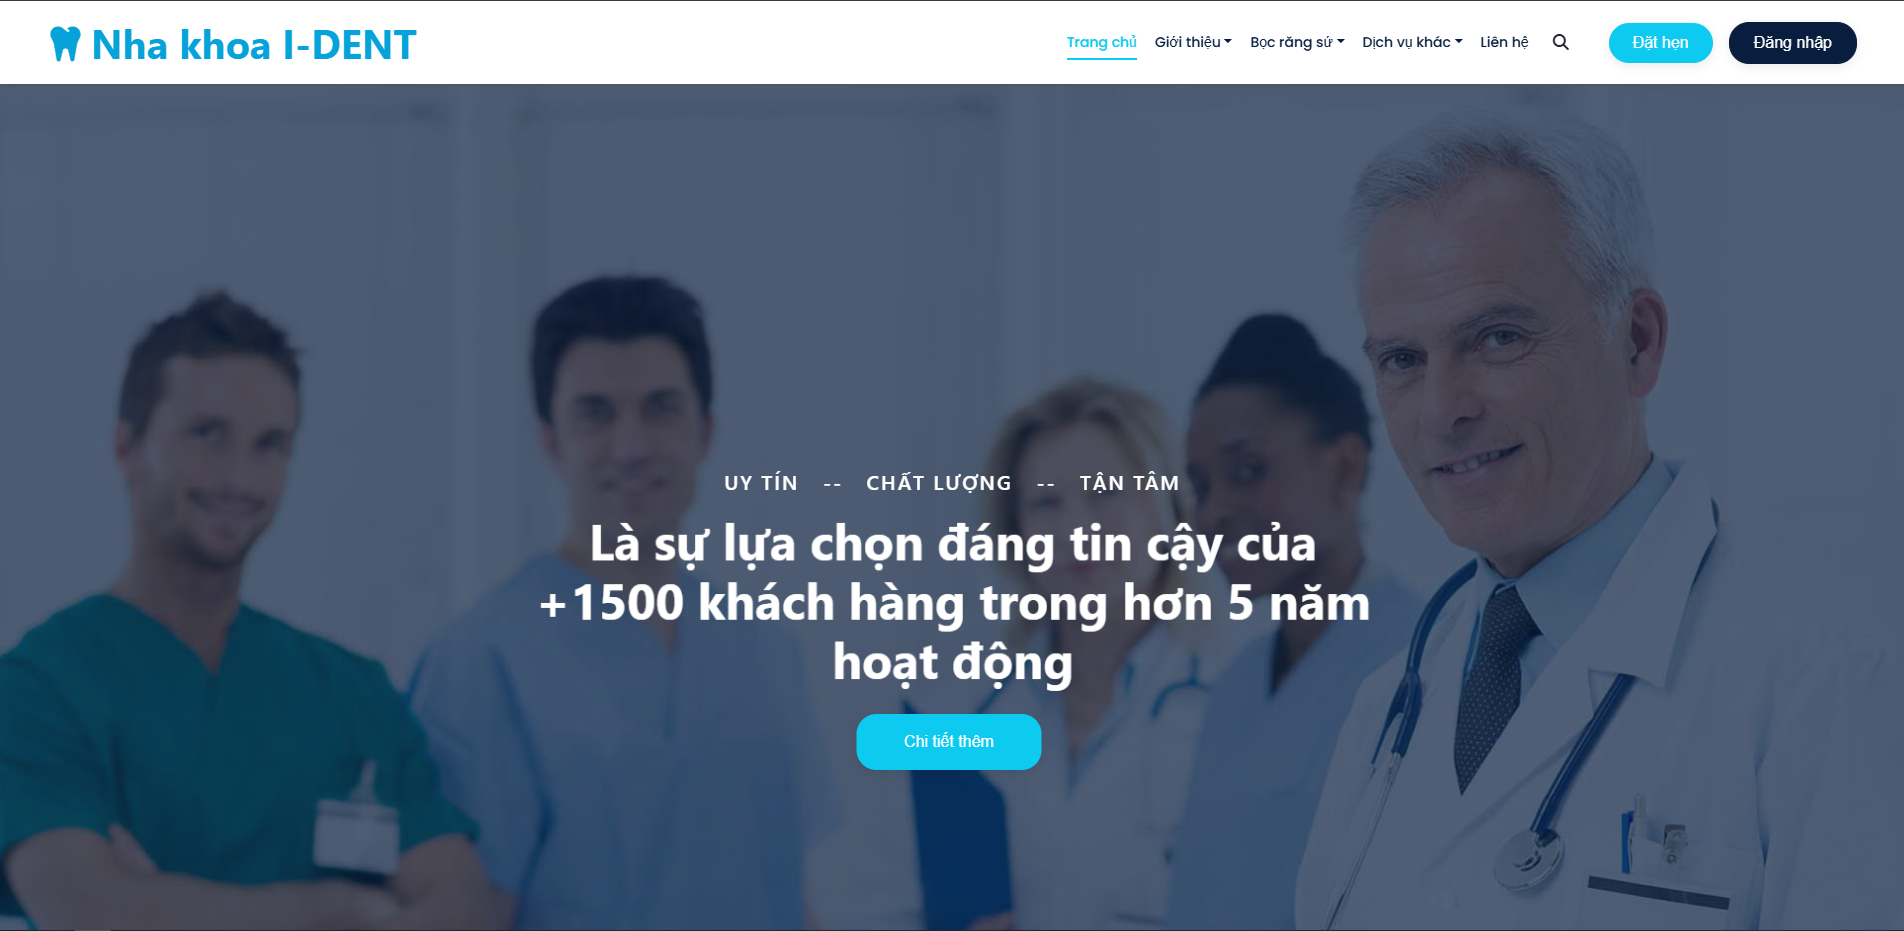 Nha khoa I-DENT
Trang chủ Giới thiệu Bọc răng sứ Dịch vụ khác Liên hệ Đặt hẹn Đăng nhập
UY TÍN -- CHẤT LƯỢNG -- TẬN TÂM
Là sự lựa chọn đáng tin cậy của
+1500 khách hàng trong hơn 5 năm
hoạt động
Chi tiết thêm